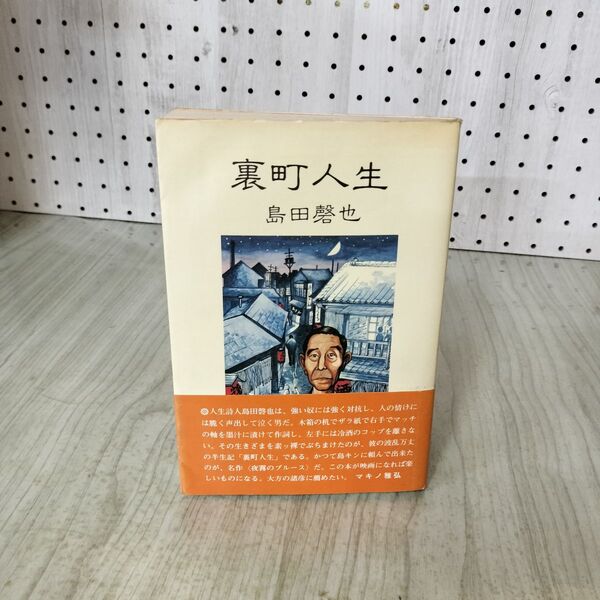 裏町人生
島田磬也
酒
◎人生詩人島田磬也は、強い奴には強く対抗し、人の情けに
は脆く声出して泣く男だ。木箱の机でザラ紙で右手でマッチ
の軸を墨汁に漬けて作詞し、左手には冷酒のコップを離さな
い。その生きざまを素ッ裸でぶちまけたのが、彼の波乱万丈
の半生記「裏町人生」である。かつて島キンに頼んで出来た
のが、名作〈夜霧のブルース〉だ。この本が映画になれば楽
しいものになる。大方の諸彦に薦めたい。 マキノ雅弘